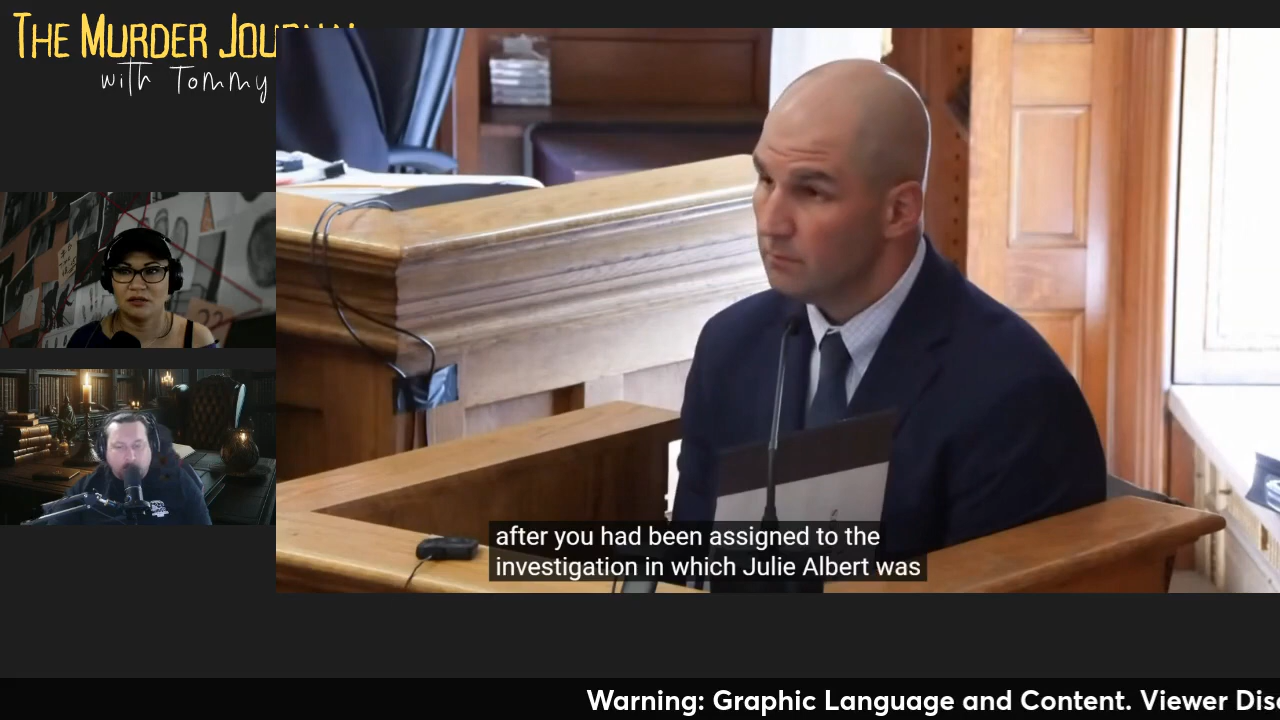 THE MURDER JOURNAL
with Tommy
after you had been assigned to the
investigation in which Julie Albert was
Warning: Graphic Language and Content. Viewer Disc